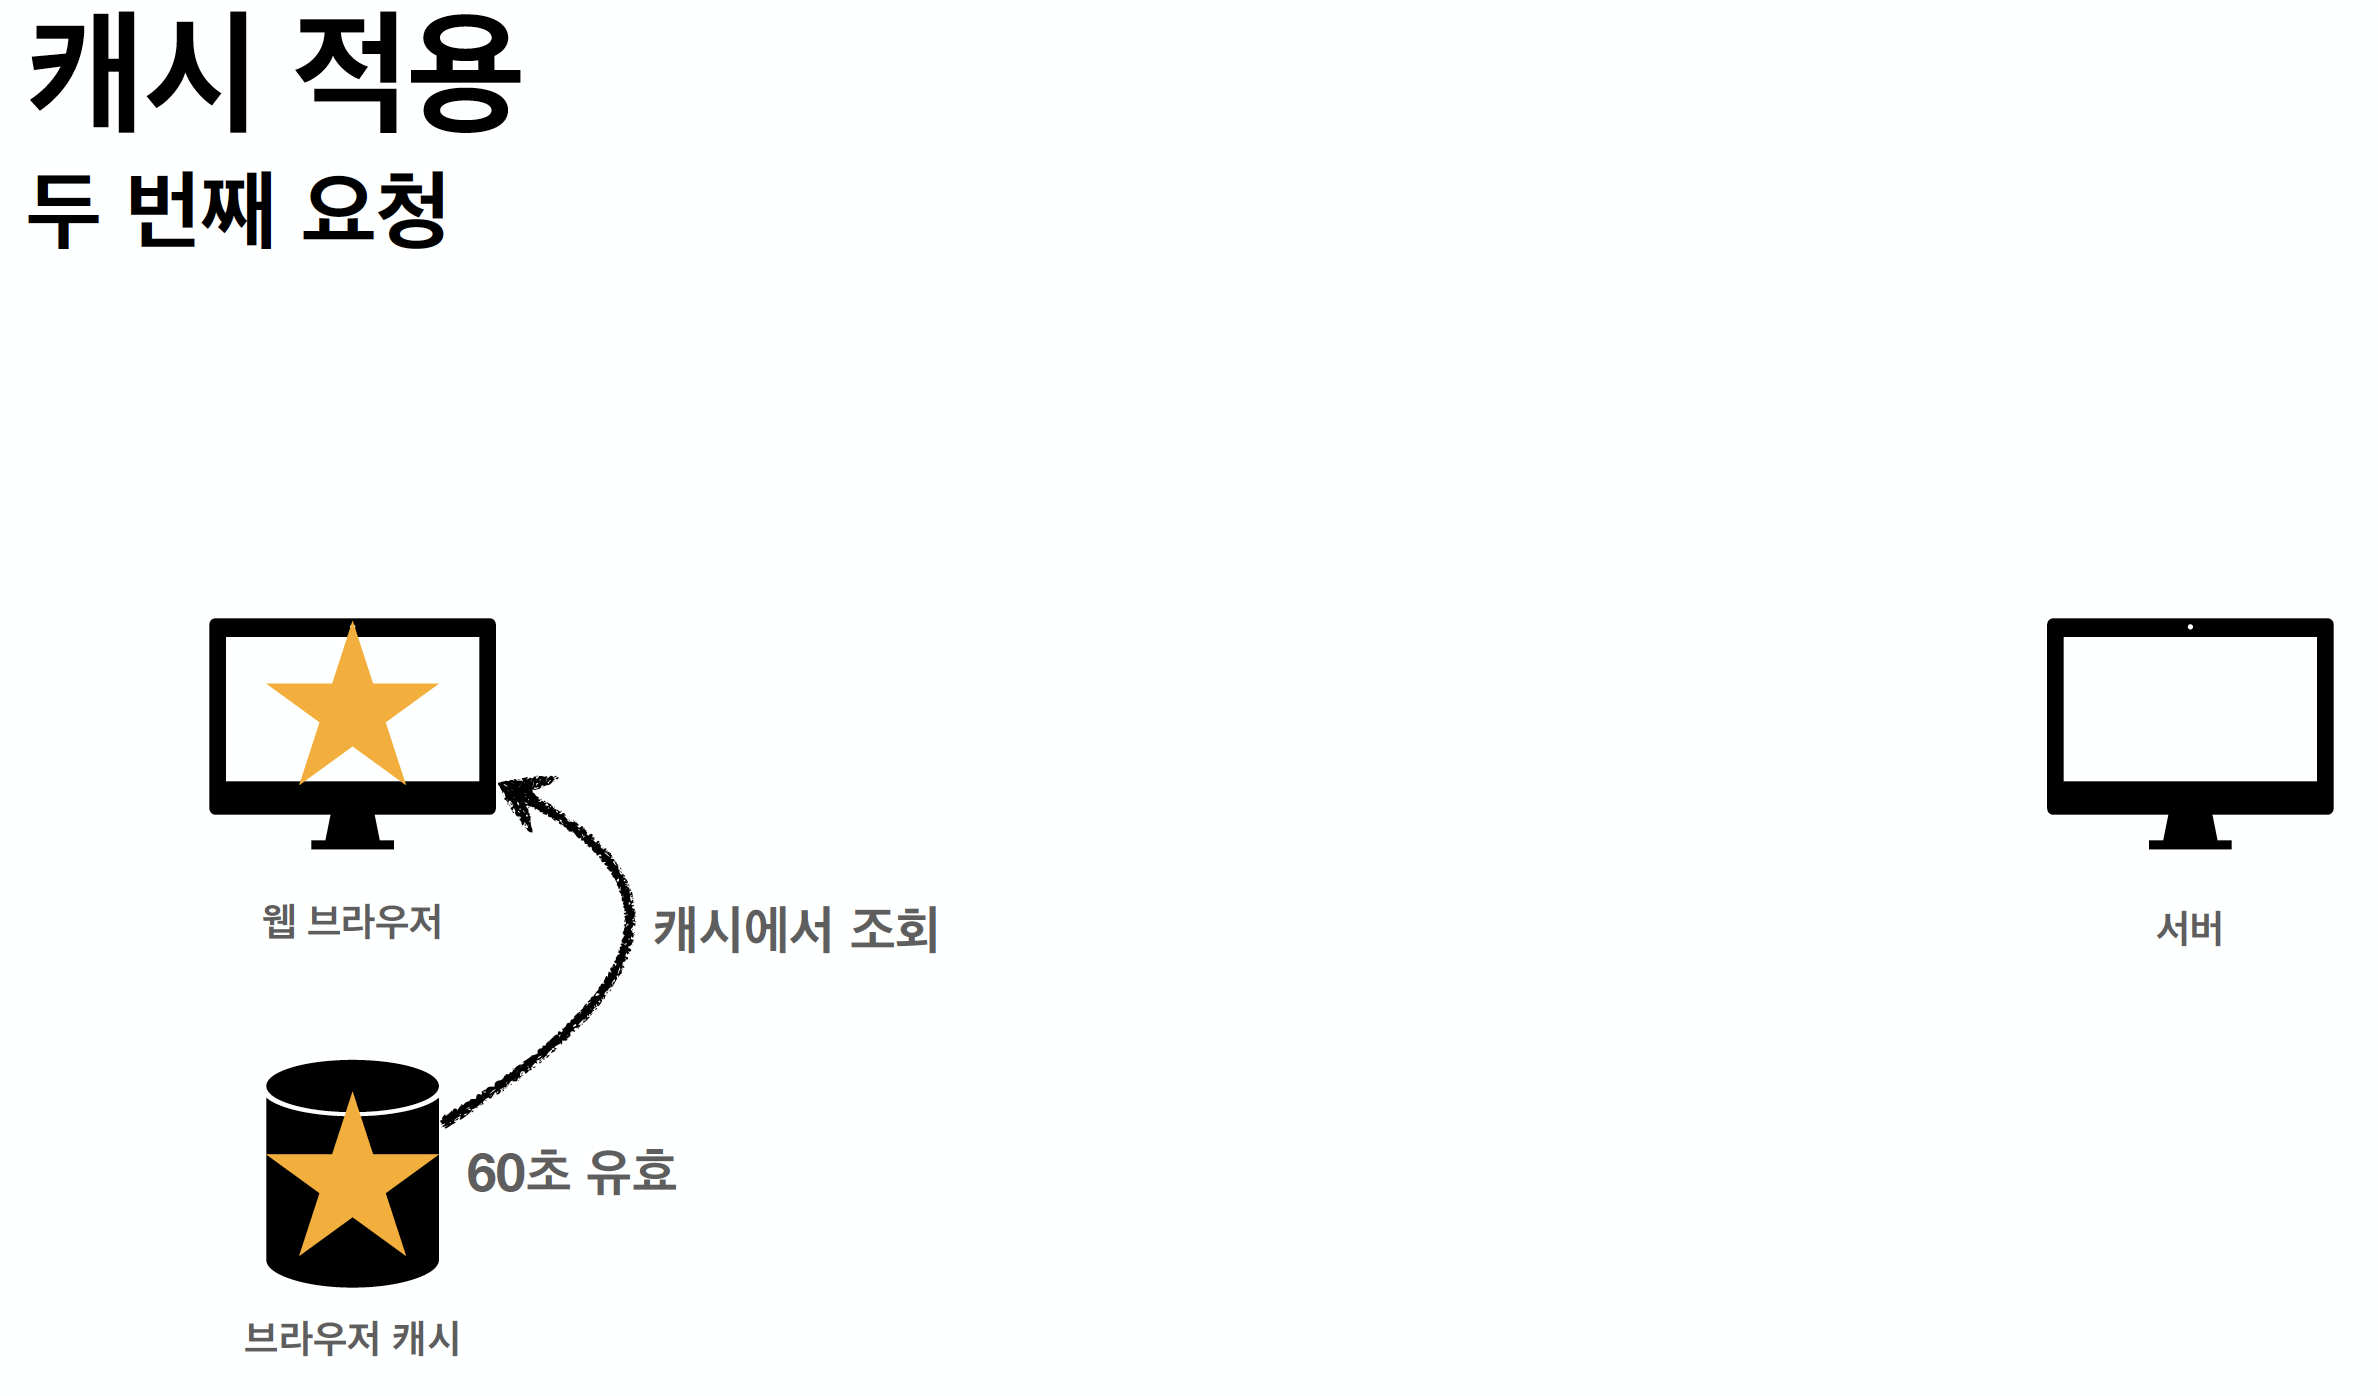 캐시 적용
두 번째 요청
웹 브라우저
캐시에서 조회
서버
60초 유효
브라우저 캐시